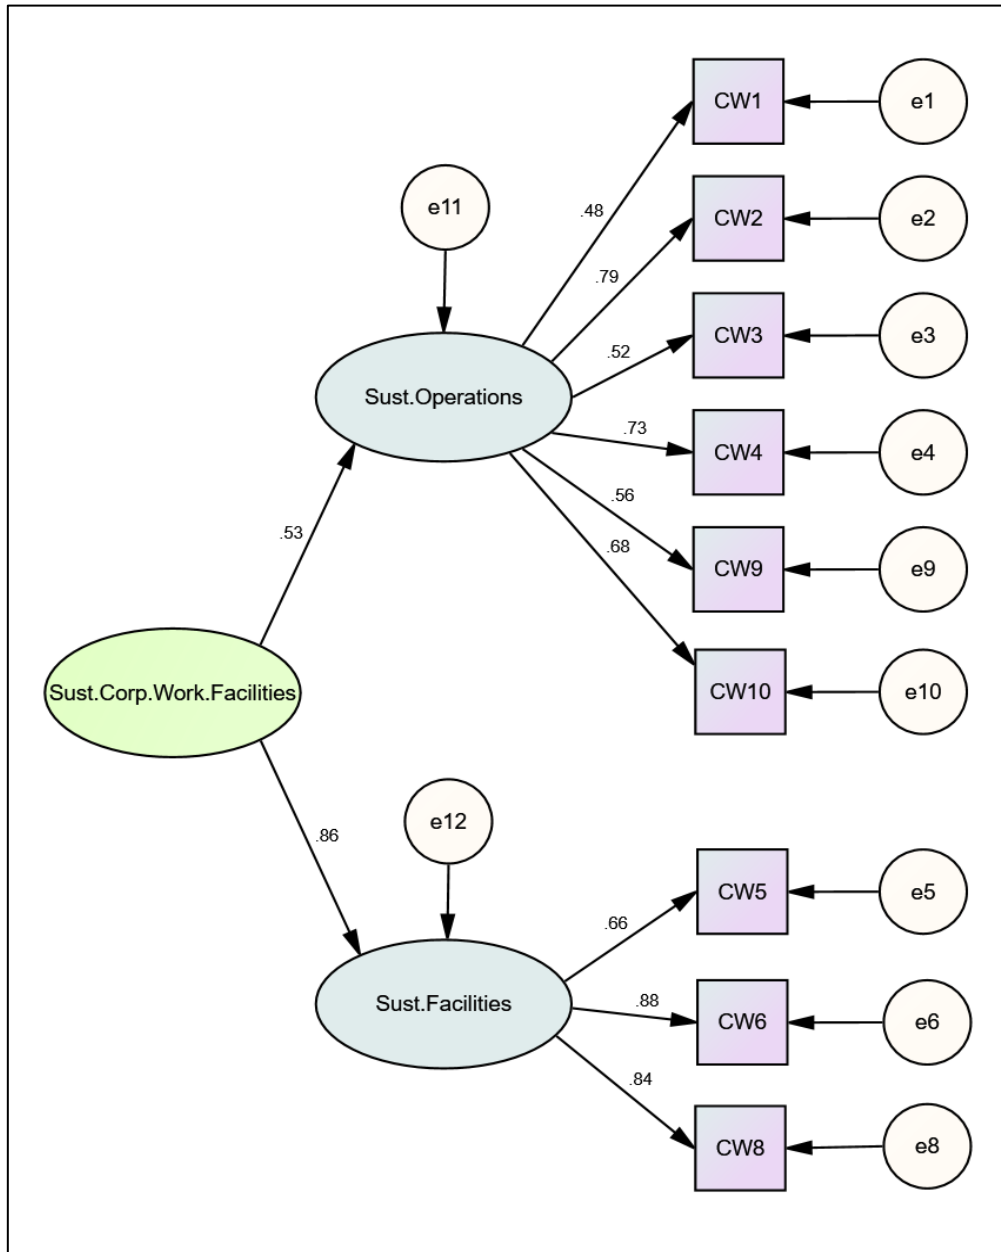 CW1
e1
e11
.48
CW2
e2
.79
CW3
e3
.52
Sust.Operations
.73
CW4
e4
.56
.53
.68
CW9
e9
Sust.Corp.Work.Facilities
CW10
e10
e12
.86
CW5
e5
.66
Sust.Facilities
.88
CW6
e6
.84
CW8
e8